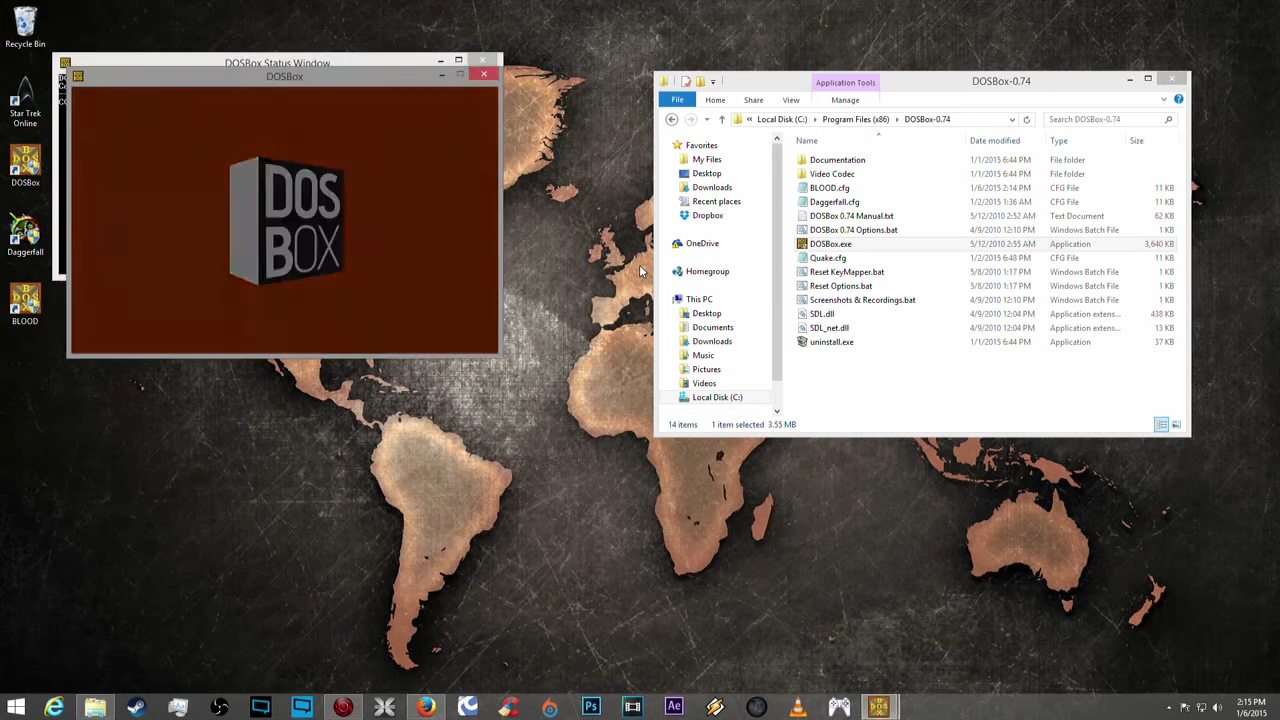 Recycle Bin
Star Trek
Online
DOSBox
Daggerfall
BLOOD
DOSBox Status Window
DOSBox
DOS
BOX
Application Tools
DOSBox-0.74
File
Home
Share
View
Manage
« Local Disk (C:) Program Files (x86) DOSBox-0.74
Search DOSBox-0.74
Favorites
My Files
Desktop
Downloads
Recent places
Dropbox
OneDrive
Homegroup
This PC
Desktop
Documents
Downloads
Music
Pictures
Videos
Local Disk (C:)
Name Date modified Type Size
Documentation 1/1/2015 6:44 PM File folder
Video Codec 1/1/2015 6:44 PM File folder
BLOOD.cfg 1/6/2015 2:14 PM CFG File 11 KB
Daggerfall.cfg 1/2/2015 1:36 AM CFG File 11 KB
DOSBox 0.74 Manual.txt 5/12/2010 2:52 AM Text Document 62 KB
DOSBox 0.74 Options.bat 4/9/2010 12:10 PM Windows Batch File 1 KB
DOSBox.exe 5/12/2010 2:55 AM Application 3,640 KB
Quake.cfg 1/2/2015 6:48 PM CFG File 11 KB
Reset KeyMapper.bat 5/8/2010 1:17 PM Windows Batch File 1 KB
Reset Options.bat 5/8/2010 1:17 PM Windows Batch File 1 KB
Screenshots & Recordings.bat 4/9/2010 12:10 PM Windows Batch File 1 KB
SDL.dll 4/9/2010 12:04 PM Application extens... 438 KB
SDL_net.dll 4/9/2010 12:04 PM Application extens... 13 KB
uninstall.exe 1/1/2015 6:44 PM Application 37 KB
14 items 1 item selected 3.55 MB
Ps
Ae
2:15 PM
1/6/2015